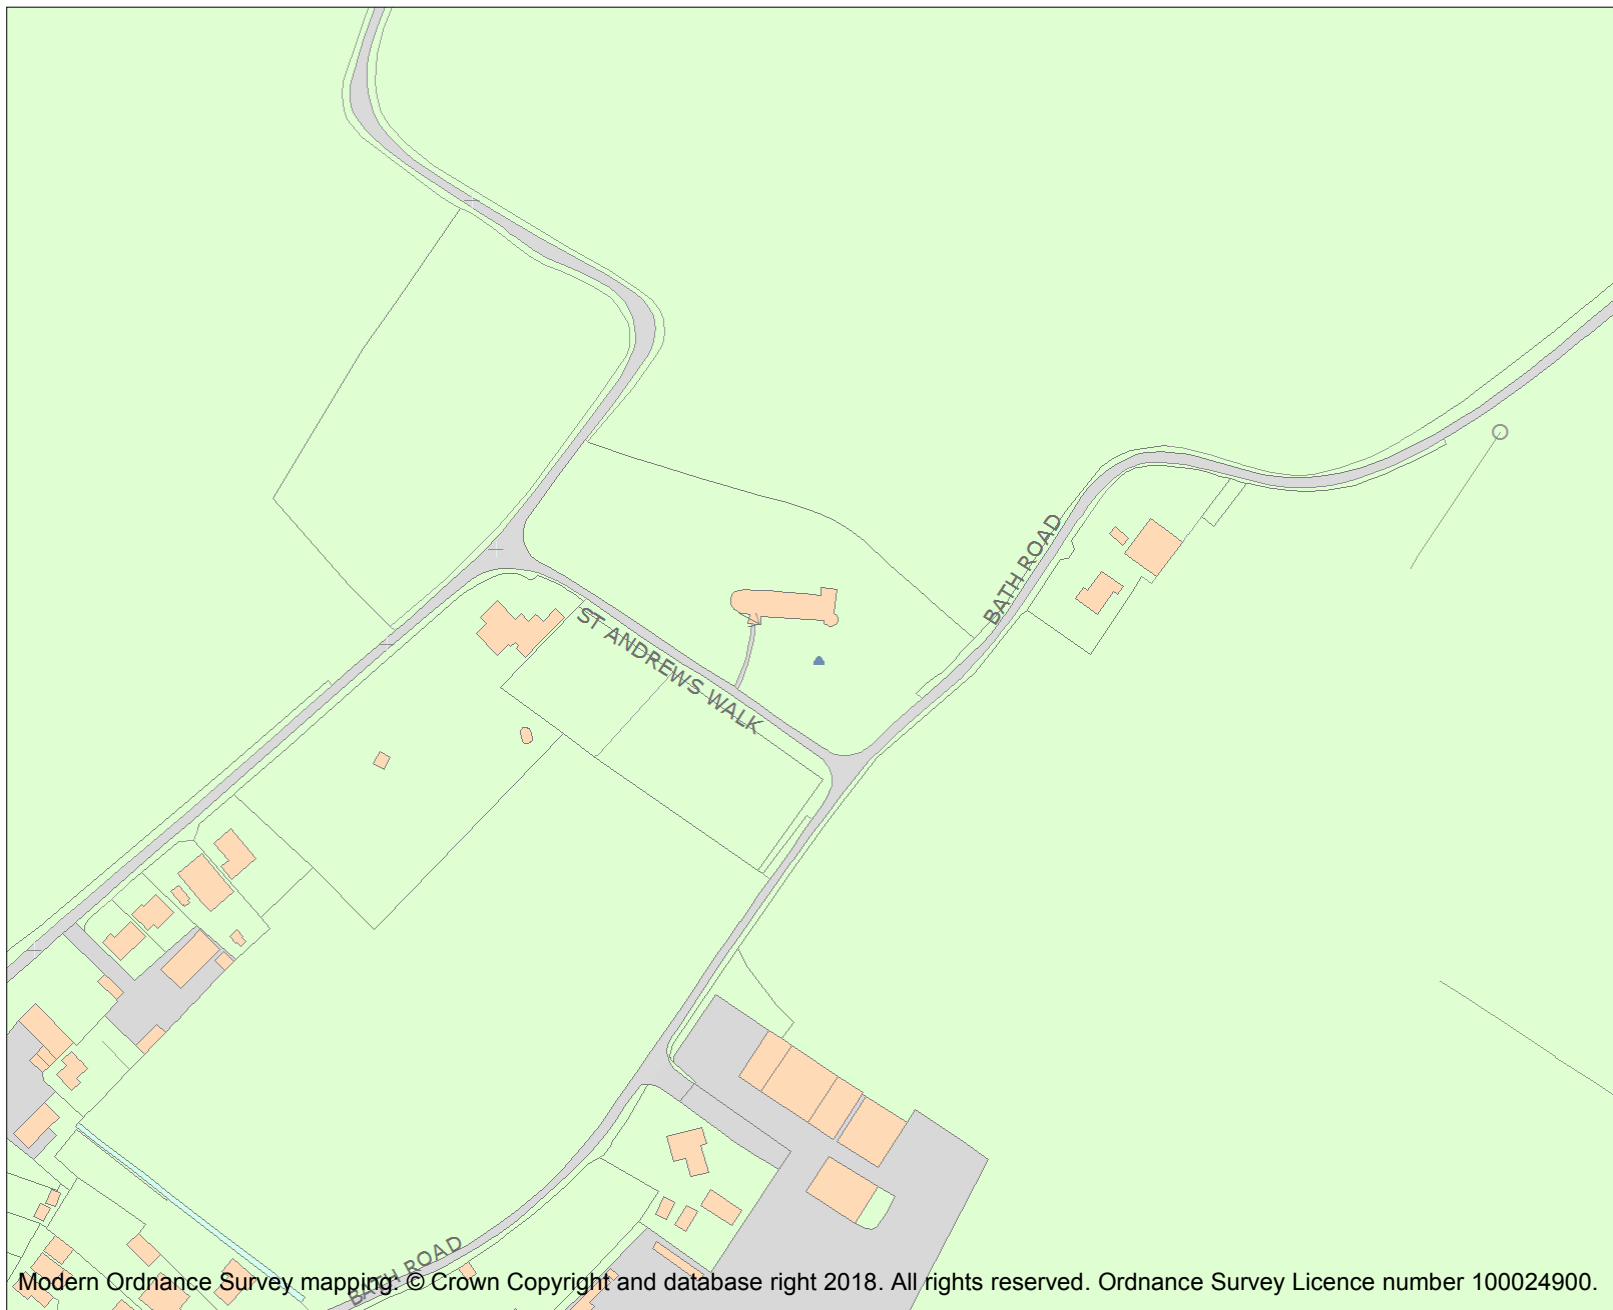 BATH ROAD
ST ANDREWS WALK
BATH ROAD
Modern Ordnance Survey mapping: © Crown Copyright and database right 2018. All rights reserved. Ordnance Survey Licence number 100024900.